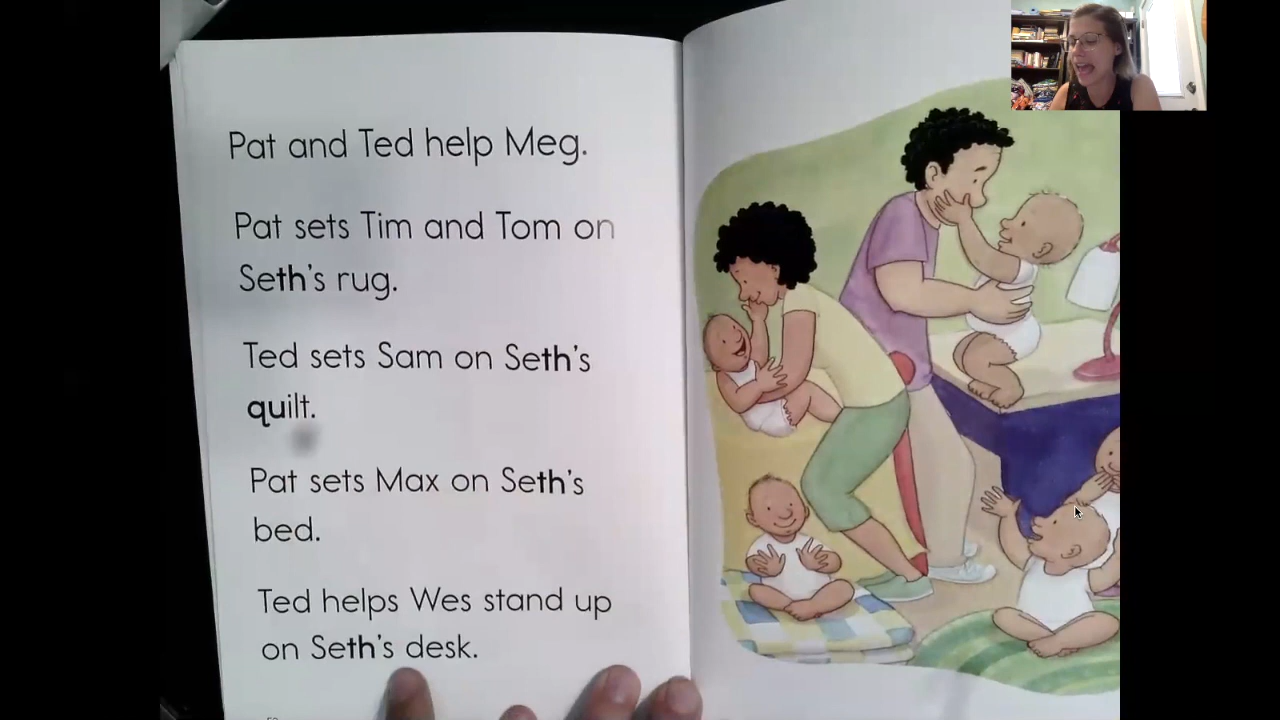 Pat and Ted help Meg.
Pat sets Tim and Tom on
Seth's rug.
Ted sets Sam on Seth's
quilt.
Pat sets Max on Seth's
bed.
Ted helps Wes stand up
on Seth's desk.